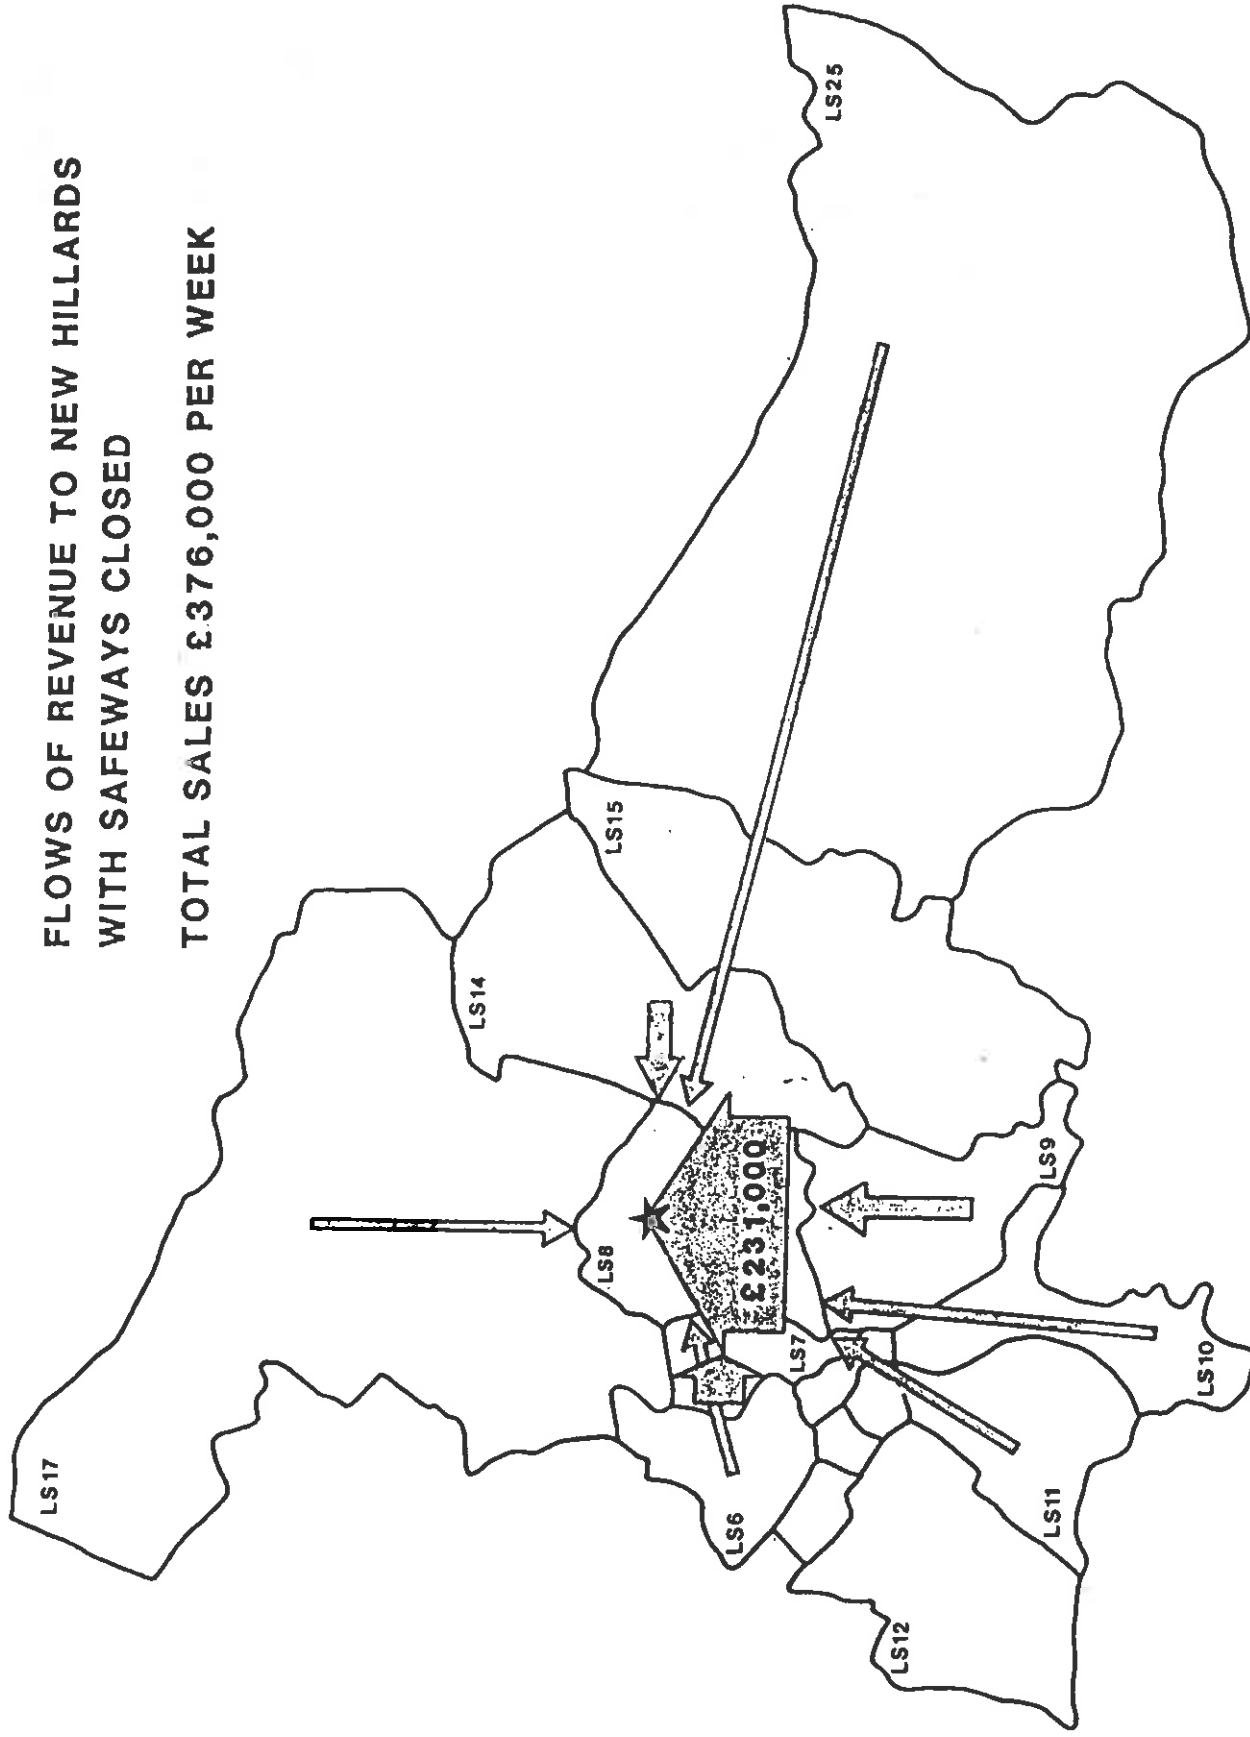 FLOWS OF REVENUE TO NEW HILLARDS
WITH SAFEWAYS CLOSED
TOTAL SALES £376,000 PER WEEK
LS17
LS14
LS15
LS25
LS8
£231,000
LS7
LS6
LS9
LS10
LS11
LS12